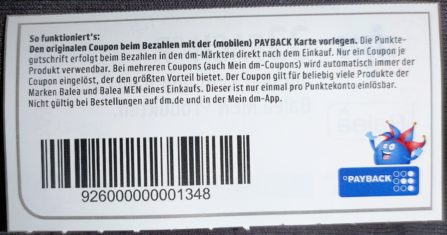 So funktioniert's:
Den originalen Coupon beim Bezahlen mit der (mobilen) PAYBACK Karte vorlegen. Die Punkte-
gutschrift erfolgt beim Bezahlen in den dm-Märkten direkt nach dem Einkauf. Nur ein Coupon je
Produkt verwendbar. Bei mehreren Coupons (auch Mein dm-Coupons) wird automatisch immer der
Coupon eingelöst, der den größten Vorteil bietet. Der Coupon gilt für beliebig viele Produkte der
Marken Balea und Balea MEN eines Einkaufs. Dieser ist nur einmal pro Punktekonto einlösbar.
Nicht gültig bei Bestellungen auf dm.de und in der Mein dm-App.
926000000001348
PAYBACK